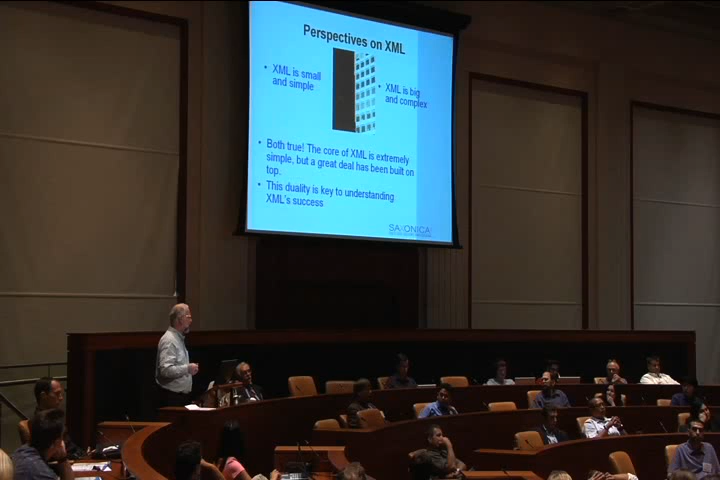 Perspectives on XML
• XML is small
and simple
• XML is big
and complex
• Both true! The core of XML is extremely
simple, but a great deal has been built on
top.
• This duality is key to understanding
XML's success
SAXONICA